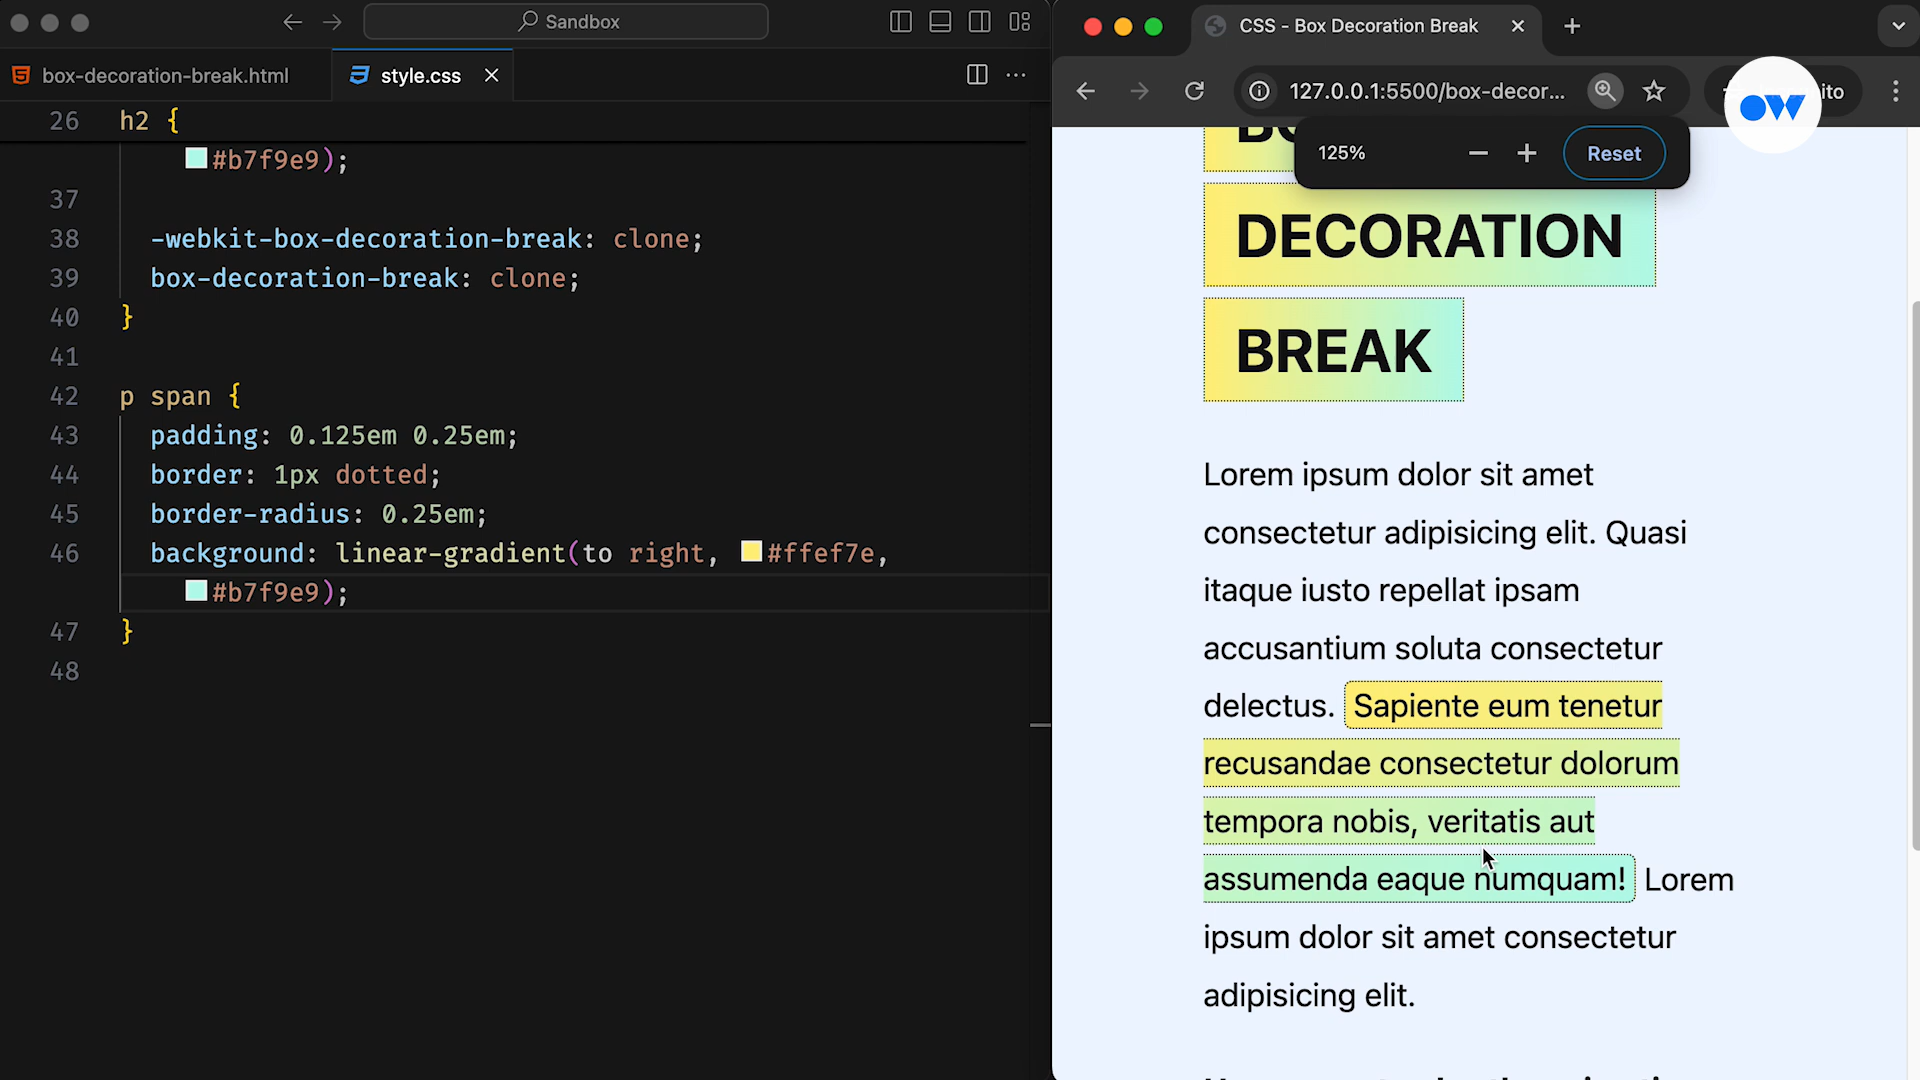 Sandbox
box-decoration-break.html
style.css
26 h2 {
#b7f9e9);
37
38 -webkit-box-decoration-break: clone;
39 box-decoration-break: clone;
40 }
41
42 p span {
43 padding: 0.125em 0.25em;
44 border: 1px dotted;
45 border-radius: 0.25em;
46 background: linear-gradient(to right, #ffef7e,
#b7f9e9);
47 }
48
CSS - Box Decoration Break
127.0.0.1:5500/box-decor...
ito
OW
125%
Reset
DECORATION
BREAK
Lorem ipsum dolor sit amet
consectetur adipisicing elit. Quasi
itaque iusto repellat ipsam
accusantium soluta consectetur
delectus. Sapiente eum tenetur
recusandae consectetur dolorum
tempora nobis, veritatis aut
assumenda eaque numquam! Lorem
ipsum dolor sit amet consectetur
adipisicing elit.